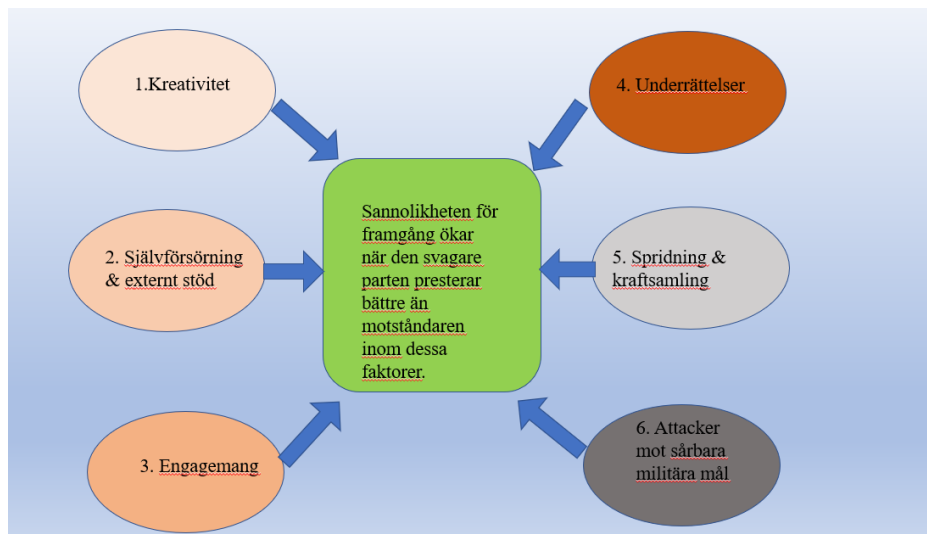 1.Kreativitet
2. Självförsörning
& externt stöd
3. Engagemang
Sannolikheten för
framgång ökar
när den svagare
parten presterar
bättre än
motståndaren
inom dessa
faktorer.
4. Underrättelser
5. Spridning &
kraftsamling
6. Attacker
mot sårbara
militära mål